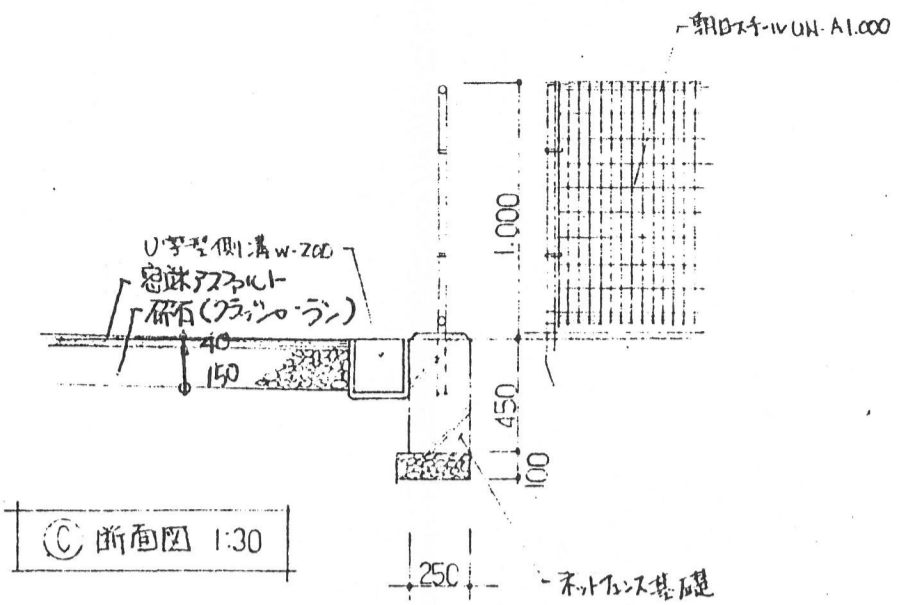 朝日スチールUN-A1.000
1.000
U字型側溝W-200
密粒アスファルト
砕石(クラッシャーラン)
40
150
450
100
C 断面図 1:30
250
ネットフェンス基礎